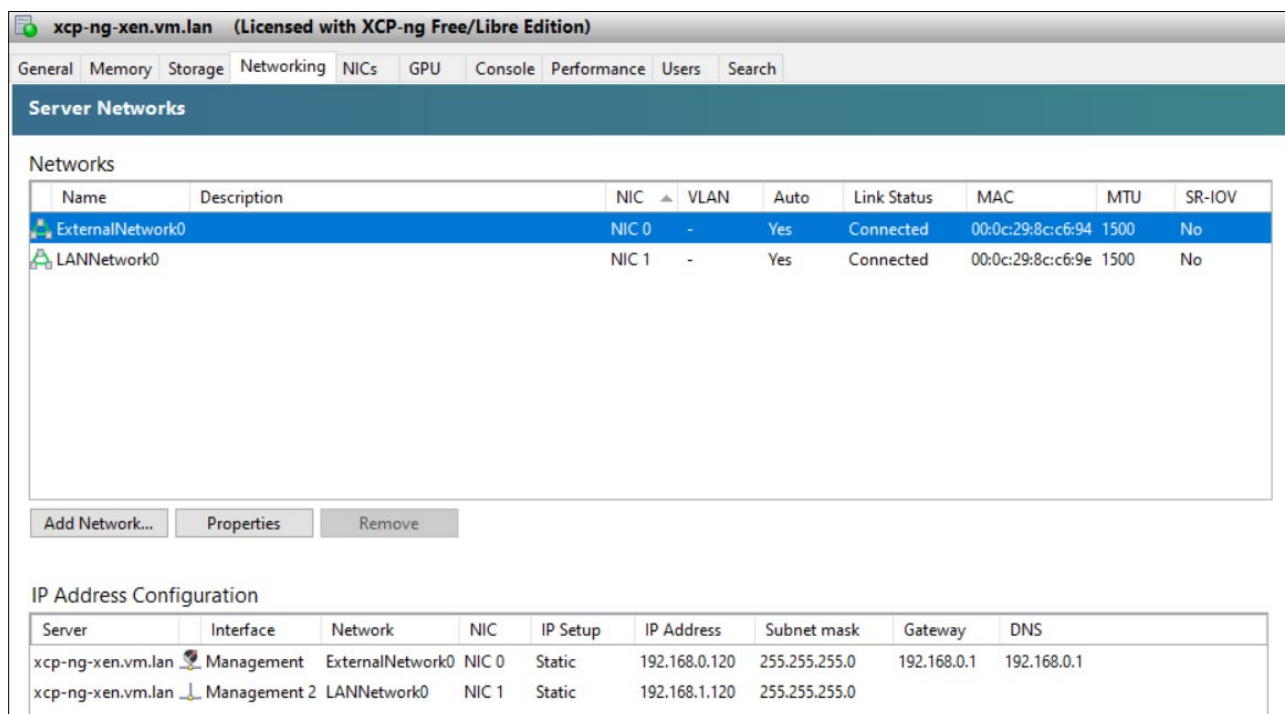 xcp-ng-xen.vm.lan (Licensed with XCP-ng Free/Libre Edition)
General Memory Storage Networking NICs GPU Console Performance Users Search
Server Networks
Networks
Name Description NIC VLAN Auto Link Status MAC MTU SR-IOV
ExternalNetwork0 NIC 0 - Yes Connected 00:0c:29:8c:c6:94 1500 No
LANNetwork0 NIC 1 - Yes Connected 00:0c:29:8c:c6:9e 1500 No
Add Network... Properties Remove
IP Address Configuration
Server Interface Network NIC IP Setup IP Address Subnet mask Gateway DNS
xcp-ng-xen.vm.lan Management ExternalNetwork0 NIC 0 Static 192.168.0.120 255.255.255.0 192.168.0.1 192.168.0.1
xcp-ng-xen.vm.lan Management 2 LANNetwork0 NIC 1 Static 192.168.1.120 255.255.255.0